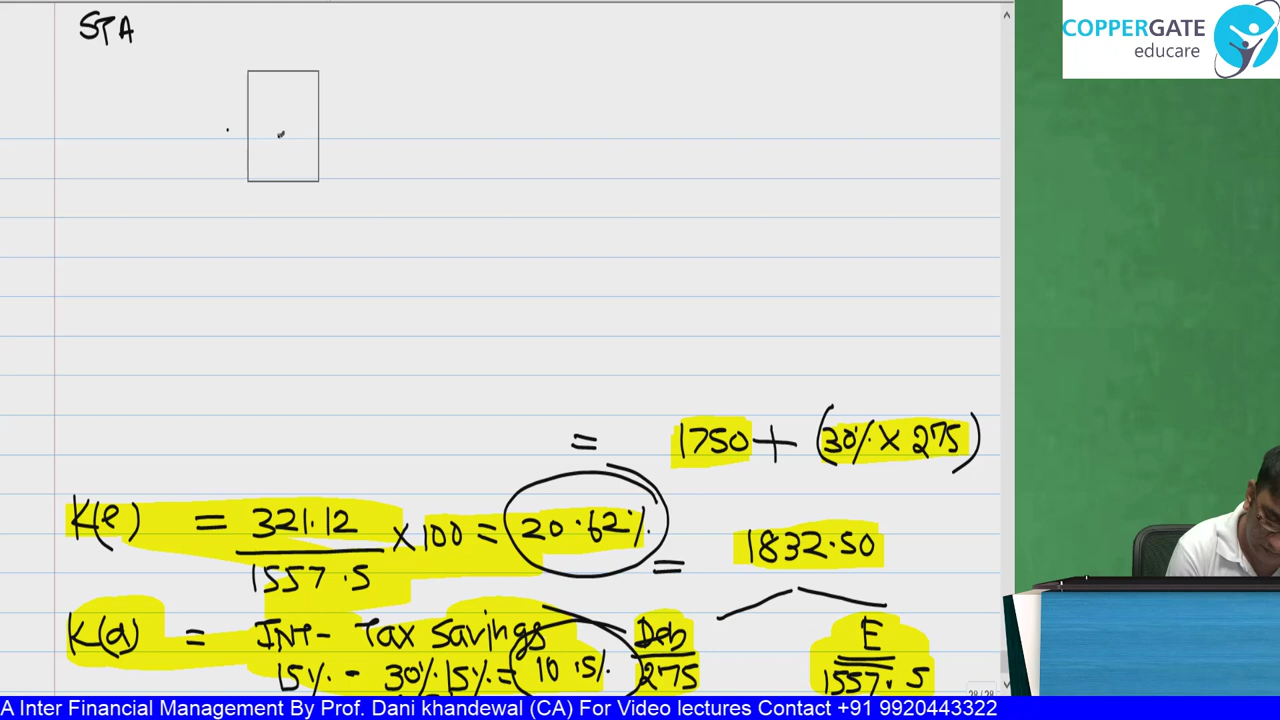 STA
COPPERGATE
educare
= 1750 + (30% X 275)
K(e) = 321.12 / 1557.5 × 100 = 20.62%
= 1832.50
K(d) = INT - Tax Savings
15% - 30% 15% = 10.5%
Deb
275
E
1557.5
28/28
A Inter Financial Management By Prof. Dani khandewal (CA) For Video lectures Contact +91 9920443322